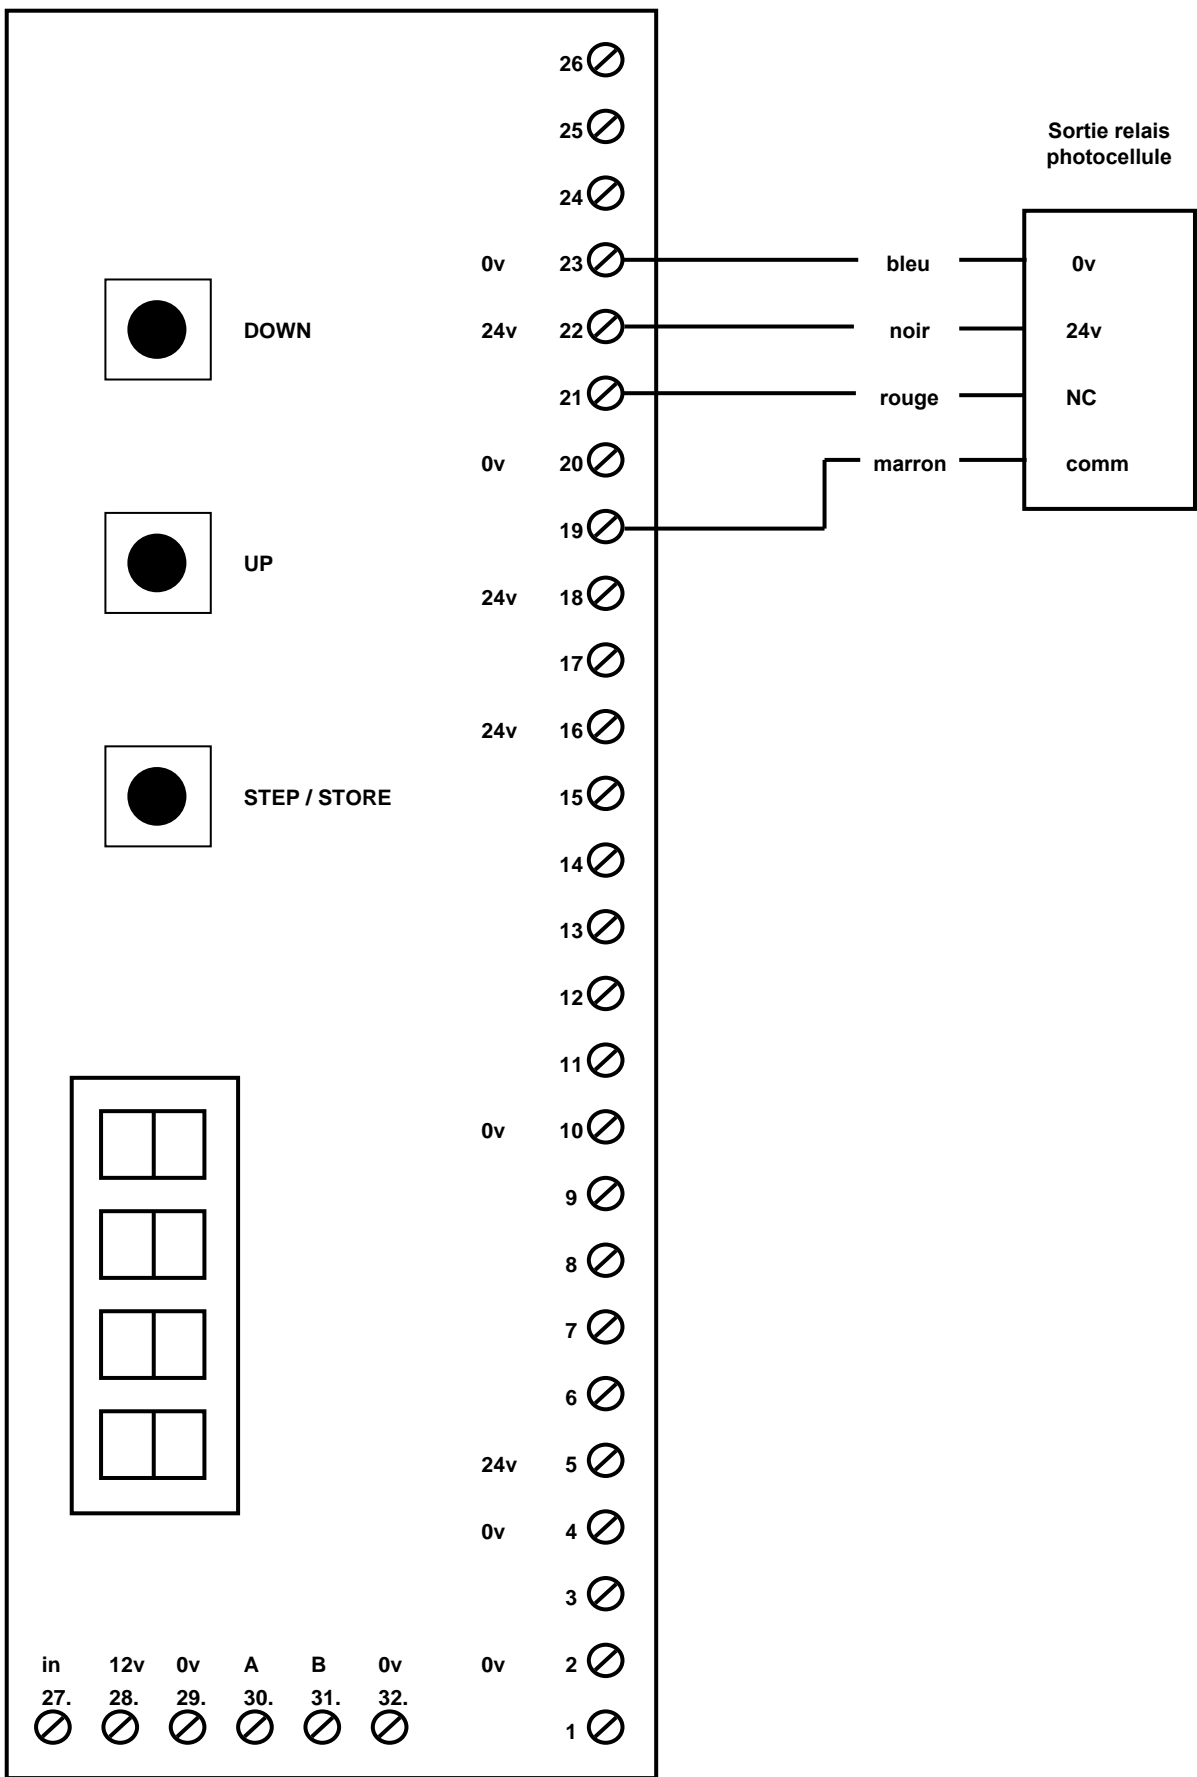 26
25
Sortie relais
photocellule
24
0v 23 bleu 0v
DOWN 24v 22 noir 24v
21 rouge NC
0v 20 marron comm
19
UP
24v 18
17
24v 16
STEP / STORE 15
14
13
12
11
0v 10
9
8
7
6
24v 5
0v 4
3
in 12v 0v A B 0v 0v 2
27. 28. 29. 30. 31. 32.
1